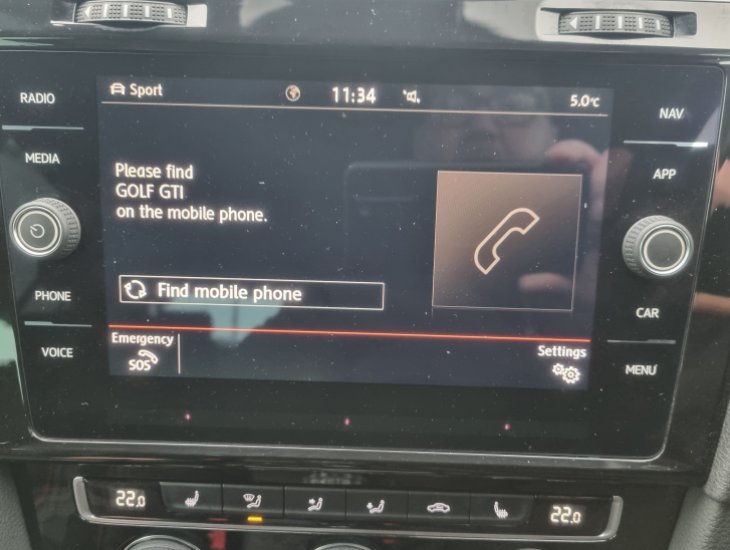 Sport 11:34 5.0°C
RADIO
MEDIA
PHONE
VOICE
Please find
GOLF GTI
on the mobile phone.
Find mobile phone
Emergency
SOS
Settings
NAV
APP
CAR
MENU
22.0 22.0